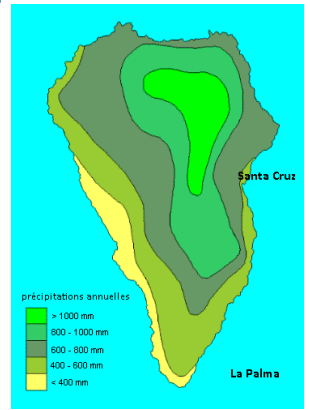 Santa Cruz
précipitations annuelles
> 1000 mm
800 - 1000 mm
600 - 800 mm
400 - 600 mm
< 400 mm
La Palma